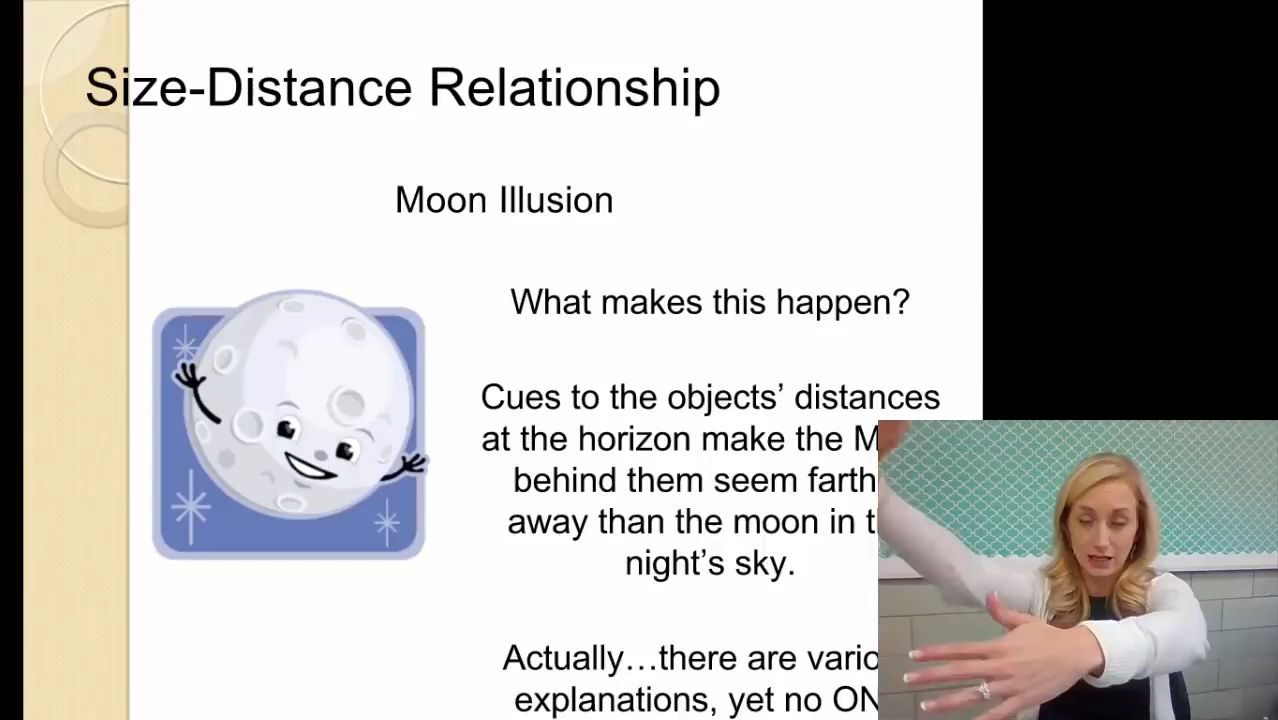 Size-Distance Relationship
Moon Illusion
What makes this happen?
Cues to the objects’ distances
at the horizon make the
behind them seem
away than the moon in
night’s sky.
Actually…there are
explanations, yet no